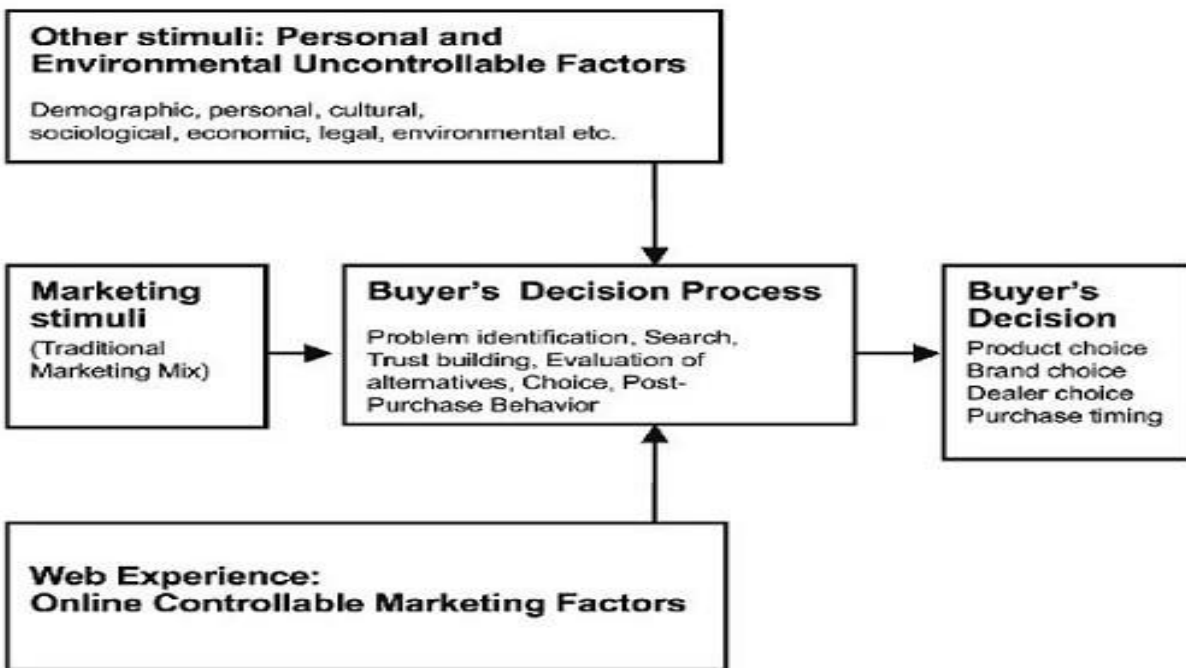 Other stimuli: Personal and
Environmental Uncontrollable Factors
Demographic, personal, cultural,
sociological, economic, legal, environmental etc.
Marketing
stimuli
(Traditional
Marketing Mix)
Buyer's Decision Process
Problem identification, Search,
Trust building, Evaluation of
alternatives, Choice, Post-
Purchase Behavior
Buyer's
Decision
Product choice
Brand choice
Dealer choice
Purchase timing
Web Experience:
Online Controllable Marketing Factors